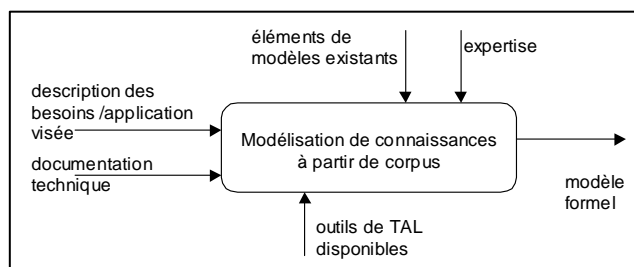 éléments de
modèles existants
expertise
description des
besoins /application
visée
documentation
technique
Modélisation de connaissances
à partir de corpus
modèle
formel
outils de TAL
disponibles